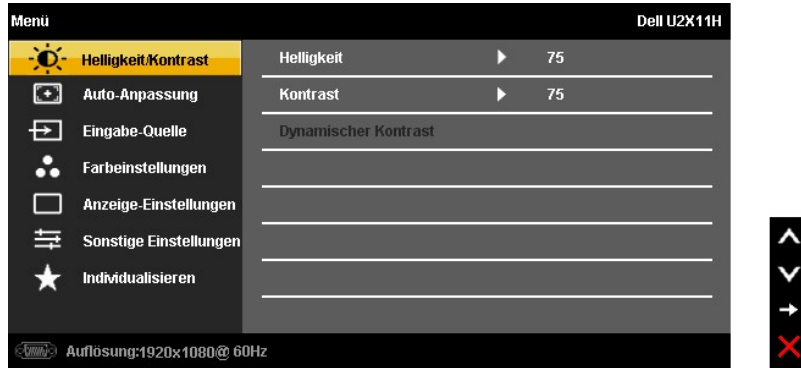 Menü Dell U2X11H
Helligkeit/Kontrast Helligkeit 75
Auto-Anpassung Kontrast 75
Eingabe-Quelle Dynamischer Kontrast
Farbeinstellungen
Anzeige-Einstellungen
Sonstige Einstellungen
Individualisieren
Auflösung:1920x1080@ 60Hz